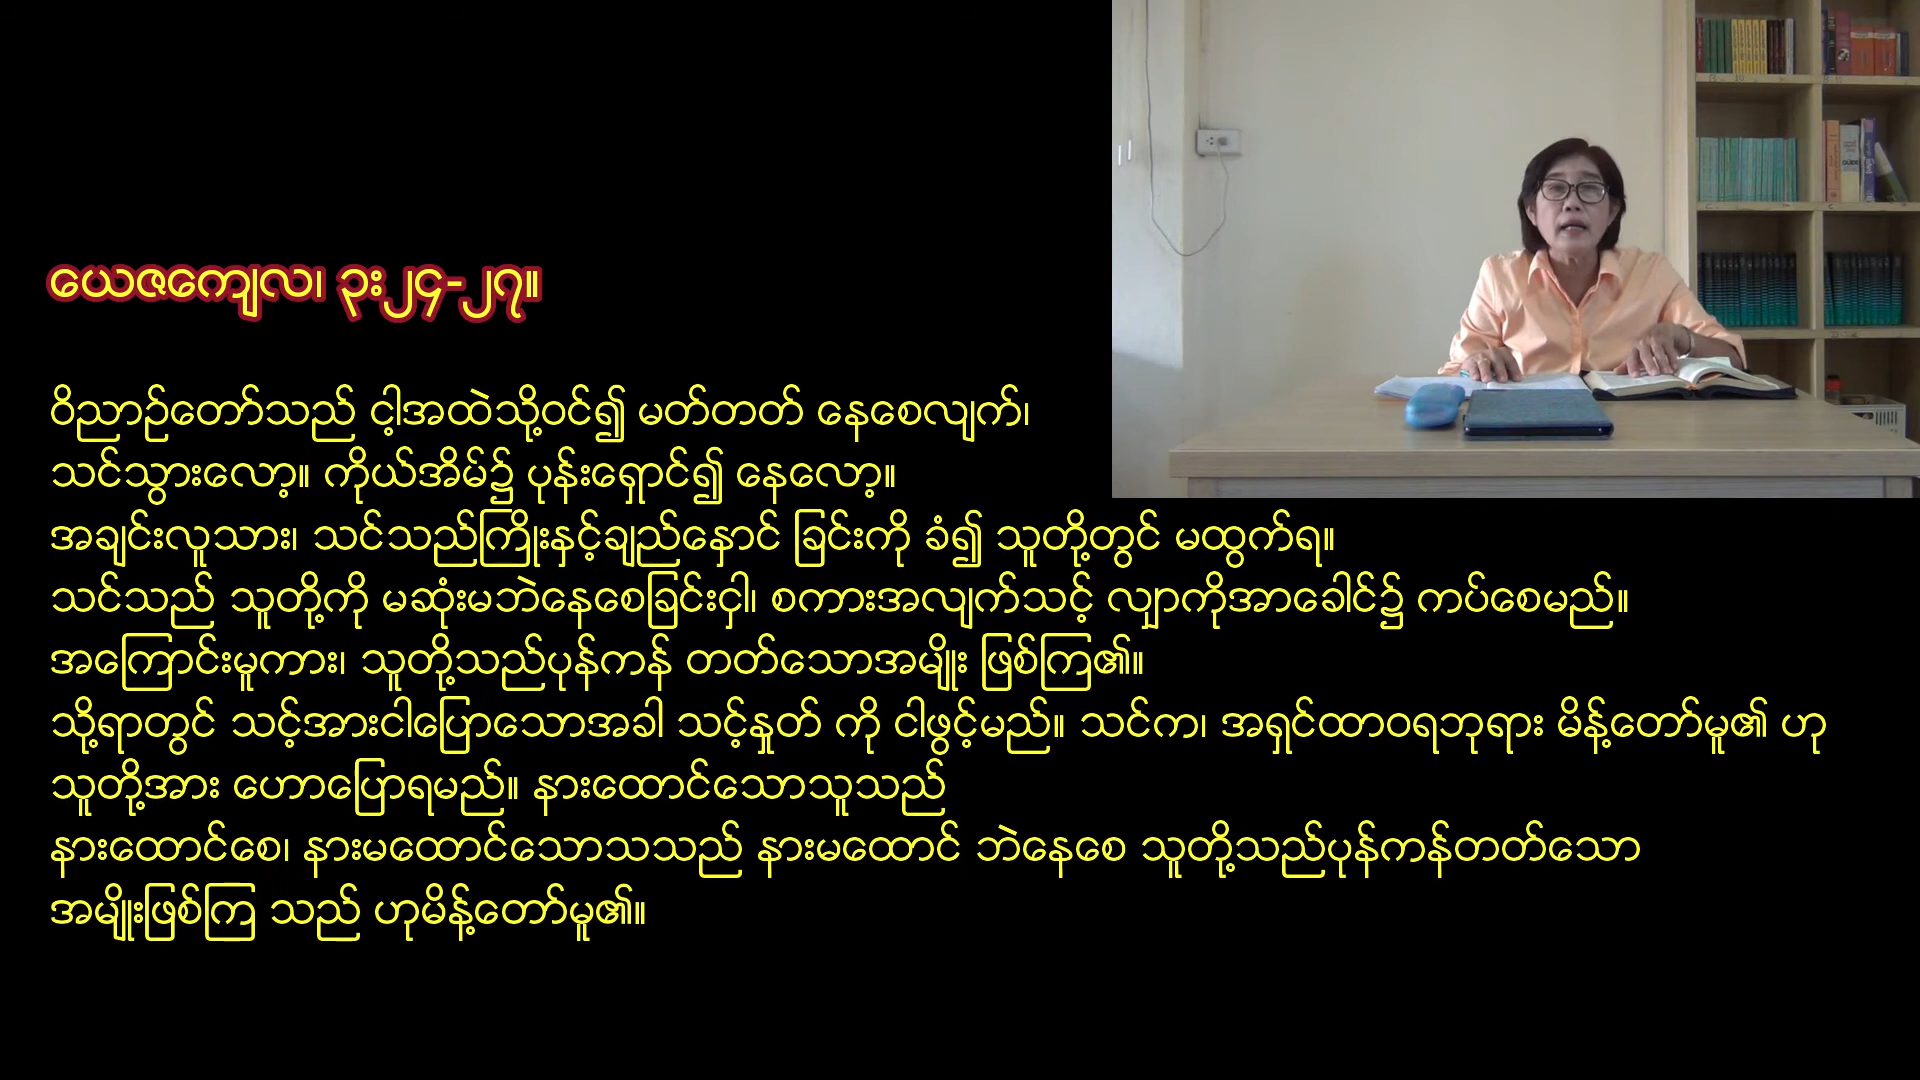 ယေဇကျေလ၊ ၃း၂၄-၂၇။
ဝိညာဉ်တော်သည် ငါ့အထဲသို့ဝင်၍ မတ်တတ် နေစေလျက်၊
သင်သွားလော့။ ကိုယ်အိမ်၌ ပုန်းရှောင်၍ နေလော့။
အချင်းလူသား၊ သင်သည်ကြိုးနှင့်ချည်နှောင် ခြင်းကို ခံ၍ သူတို့တွင် မထွက်ရ။
သင်သည် သူတို့ကို မဆုံးမဘဲနေစေခြင်းငှါ၊ စကားအလျက်သင့် လျှာကိုအာခေါင်၌ ကပ်စေမည်။
အကြောင်းမူကား၊ သူတို့သည်ပုန်ကန် တတ်သောအမျိုး ဖြစ်ကြ၏။
သို့ရာတွင် သင့်အားငါပြောသောအခါ သင့်နှုတ် ကို ငါဖွင့်မည်။ သင်က၊ အရှင်ထာဝရဘုရား မိန့်တော်မူ၏ ဟု
သူတို့အား ဟောပြောရမည်။ နားထောင်သောသူသည်
နားထောင်စေ၊ နားမထောင်သောသသည် နားမထောင် ဘဲနေစေ သူတို့သည်ပုန်ကန်တတ်သော
အမျိုးဖြစ်ကြ သည် ဟုမိန့်တော်မူ၏။